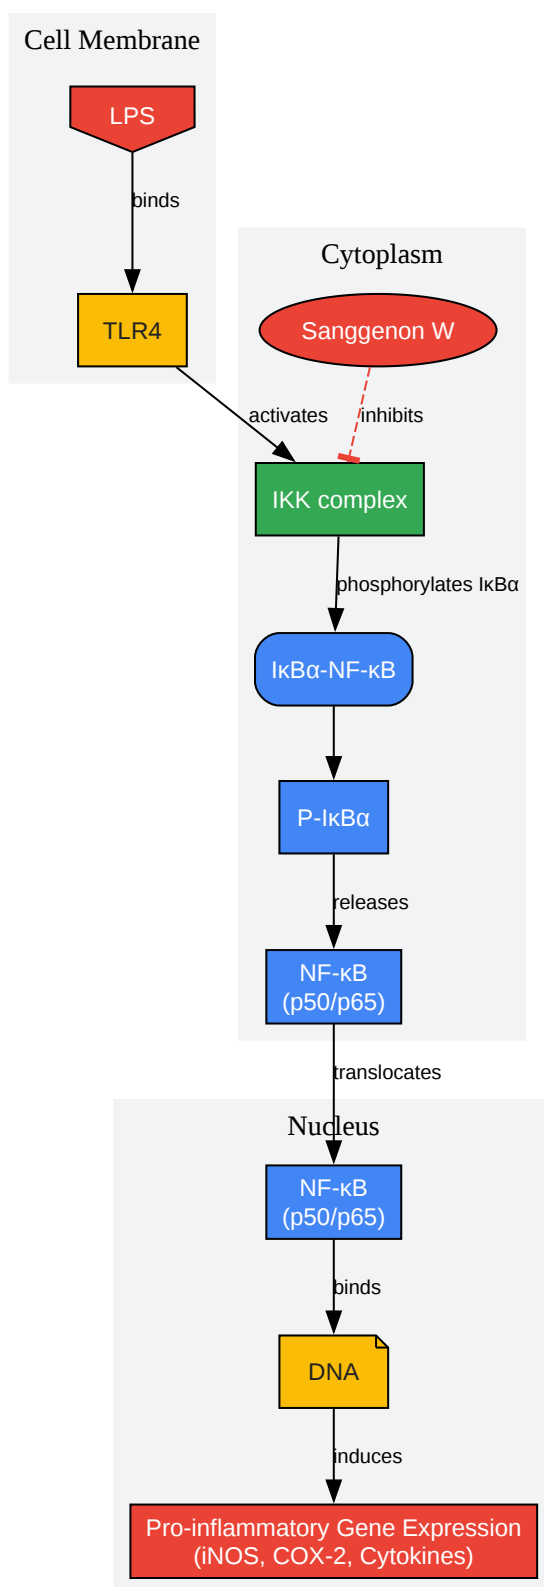 Cell Membrane
LPS
binds
TLR4
Cytoplasm
Sanggenon W
activates
inhibits
IKK complex
phosphorylates IκBα
IκBα-NF-κB
P-IκBα
releases
NF-κB
(p50/p65)
translocates
Nucleus
NF-κB
(p50/p65)
binds
DNA
induces
Pro-inflammatory Gene Expression
(iNOS, COX-2, Cytokines)